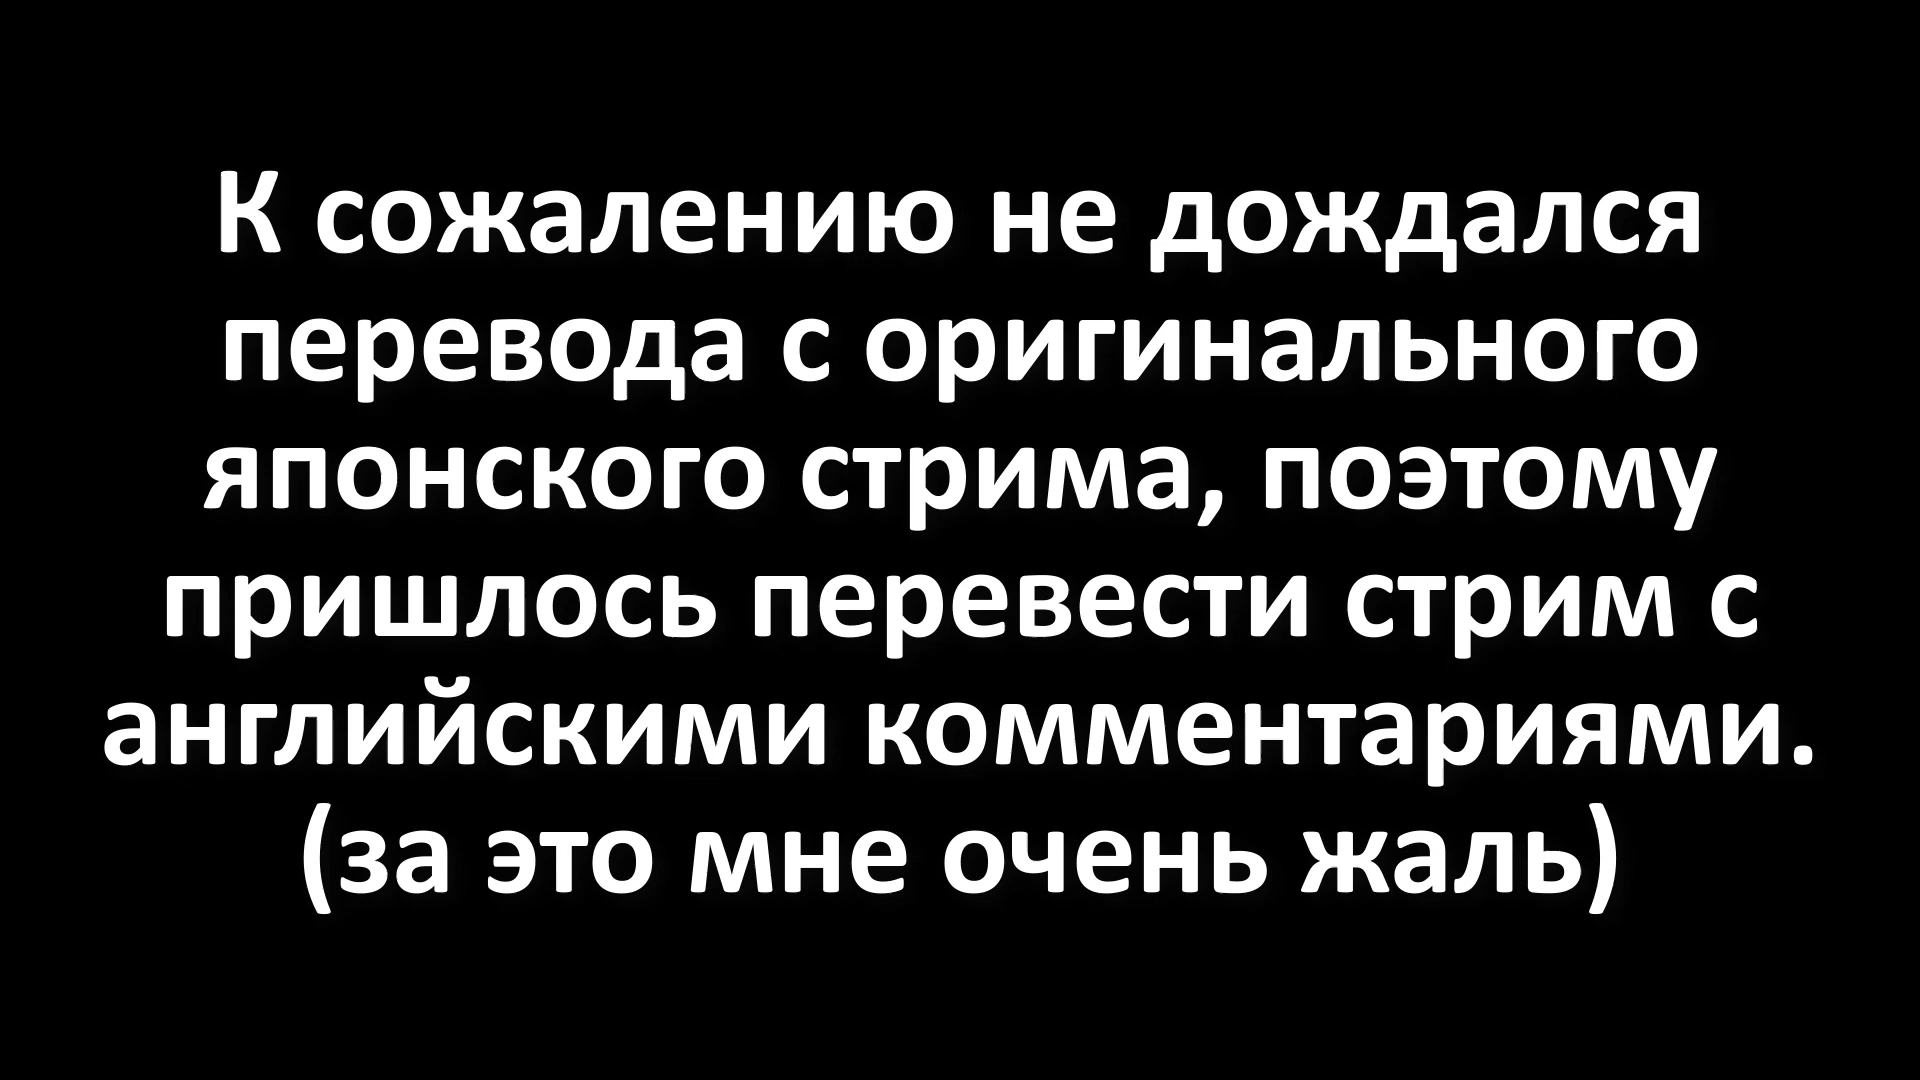 К сожалению не дождался
перевода с оригинального
японского стрима, поэтому
пришлось перевести стрим с
английскими комментариями.
(за это мне очень жаль)